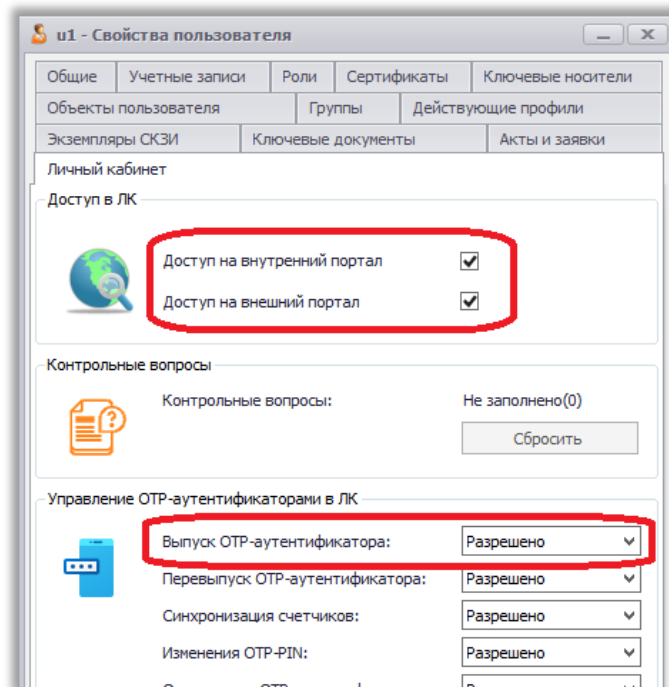 u1 - Свойства пользователя
Общие Учетные записи Роли Сертификаты Ключевые носители
Объекты пользователя Группы Действующие профили
Экземпляры СКЗИ Ключевые документы Акты и заявки
Личный кабинет
Доступ в ЛК
Доступ на внутренний портал
Доступ на внешний портал
Контрольные вопросы
Контрольные вопросы: Не заполнено(0)
Сбросить
Управление OTP-аутентификаторами в ЛК
Выпуск OTP-аутентификатора: Разрешено
Перевыпуск OTP-аутентификатора: Разрешено
Синхронизация счетчиков: Разрешено
Изменения OTP-PIN: Разрешено